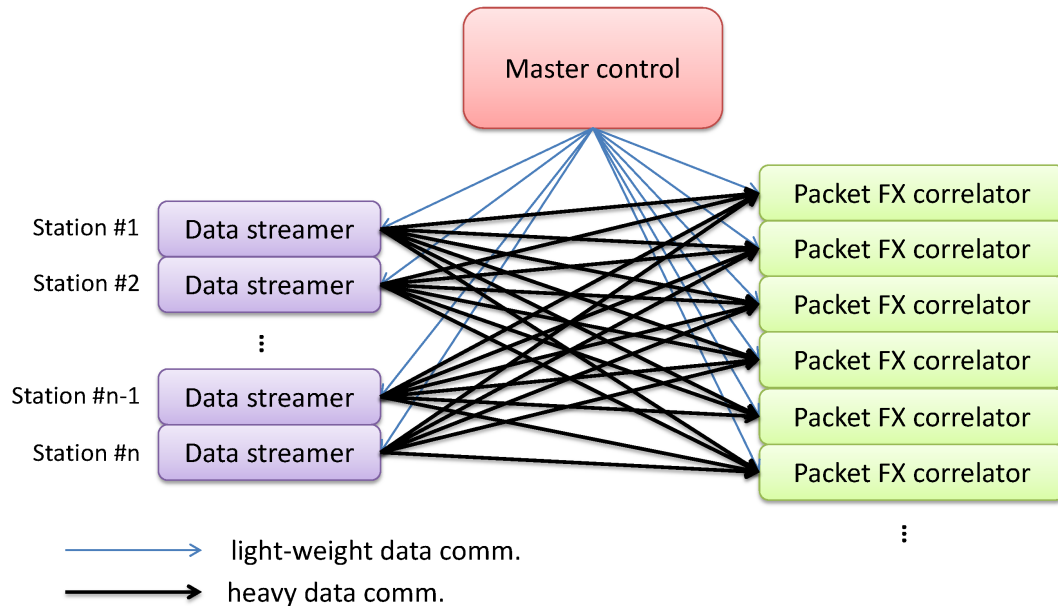 Master control
Packet FX correlator
Station #1 Data streamer
Packet FX correlator
Station #2 Data streamer
Packet FX correlator
⋮
Packet FX correlator
Station #n-1 Data streamer
Packet FX correlator
Station #n Data streamer
Packet FX correlator
⋮
light-weight data comm.
heavy data comm.